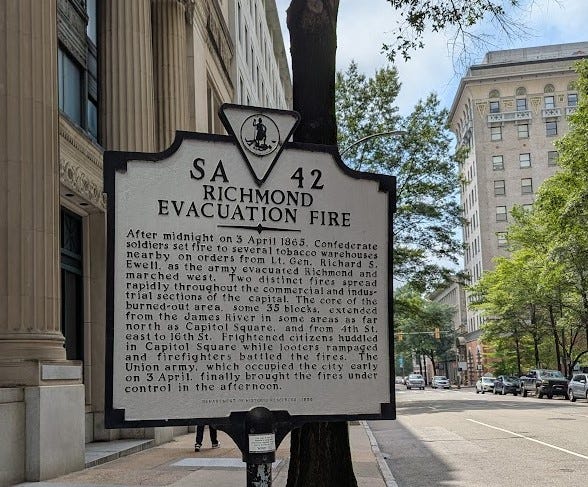 SA 42
RICHMOND
EVACUATION FIRE
After midnight on 3 April 1865, Confederate
soldiers set fire to several tobacco warehouses
nearby on orders from Lt. Gen. Richard S.
Ewell, as the army evacuated Richmond and
marched west. Two distinct fires spread
rapidly throughout the commercial and indus-
trial sections of the capital. The core of the
burned-out area, some 35 blocks, extended
from the James River in some areas as far
north as Capitol Square, and from 4th St.
east to 16th St. Frightened citizens huddled
in Capitol Square while looters rampaged
and firefighters battled the fires. The
Union army, which occupied the city early
on 3 April, finally brought the fires under
control in the afternoon.
DEPARTMENT OF HISTORIC RESOURCES,